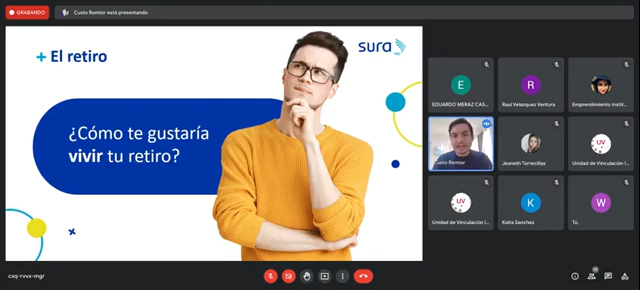 GRABANDO
Custo Ramtor está presentando
+ El retiro
sura
¿Cómo te gustaría
vivir tu retiro?
E
EDUARDO MERAZ CAS...
R
Raul Velazquez Ventura
Emprendimiento Instit...
Custo Ramtor
Jeaneth Torrecillas
UV
Unidad de Vinculación I...
UV
Unidad de Vinculación I...
K
Katia Sanchez
W
Tú
cxq-rvvx-mgr